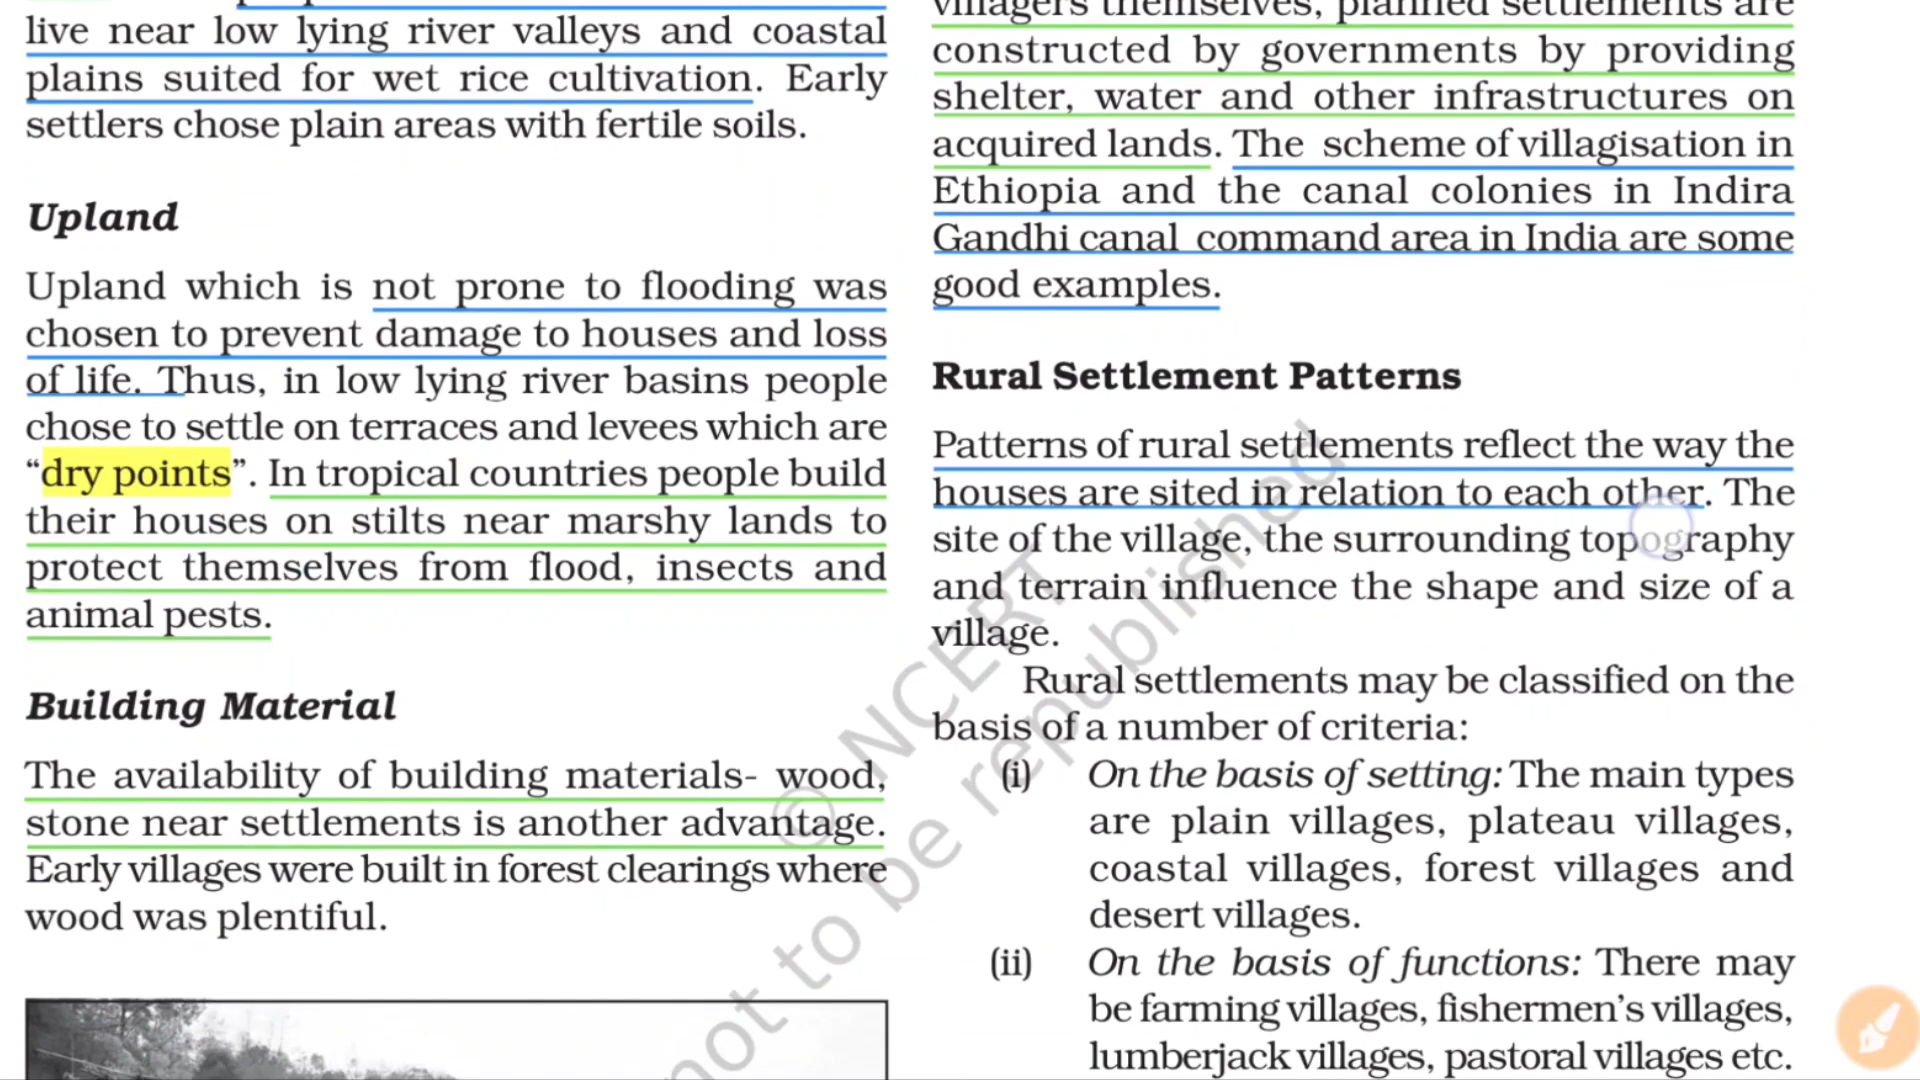 live near low lying river valleys and coastal
plains suited for wet rice cultivation. Early
settlers chose plain areas with fertile soils.
Upland
Upland which is not prone to flooding was
chosen to prevent damage to houses and loss
of life. Thus, in low lying river basins people
chose to settle on terraces and levees which are
“dry points”. In tropical countries people build
their houses on stilts near marshy lands to
protect themselves from flood, insects and
animal pests.
Building Material
The availability of building materials- wood,
stone near settlements is another advantage.
Early villages were built in forest clearings where
wood was plentiful.
villagers themselves, planned settlements are
constructed by governments by providing
shelter, water and other infrastructures on
acquired lands. The scheme of villagisation in
Ethiopia and the canal colonies in Indira
Gandhi canal command area in India are some
good examples.
Rural Settlement Patterns
Patterns of rural settlements reflect the way the
houses are sited in relation to each other. The
site of the village, the surrounding topography
and terrain influence the shape and size of a
village.
Rural settlements may be classified on the
basis of a number of criteria:
(i) On the basis of setting: The main types
are plain villages, plateau villages,
coastal villages, forest villages and
desert villages.
(ii) On the basis of functions: There may
be farming villages, fishermen’s villages,
lumberjack villages, pastoral villages etc.
© NCERT
not to be republished